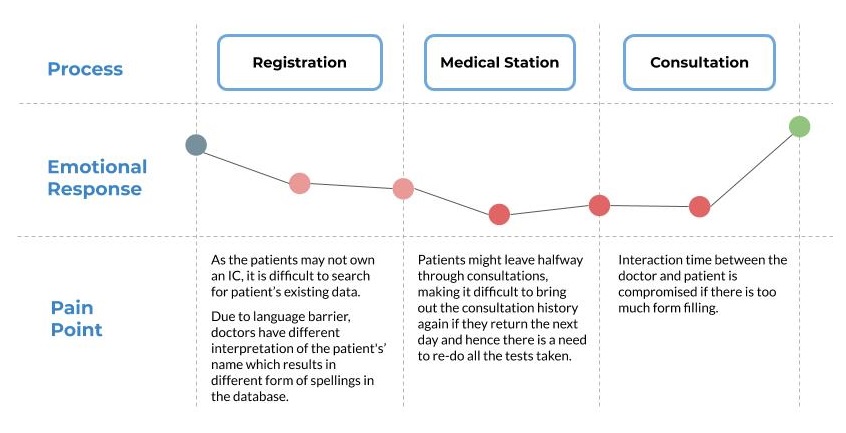 Process
Registration
Medical Station
Consultation
Emotional
Response
Pain
Point
As the patients may not own
an IC, it is difficult to search
for patient's existing data.
Due to language barrier,
doctors have different
interpretation of the patient's'
name which results in
different form of spellings in
the database.
Patients might leave halfway
through consultations,
making it difficult to bring
out the consultation history
again if they return the next
day and hence there is a need
to re-do all the tests taken.
Interaction time between the
doctor and patient is
compromised if there is too
much form filling.